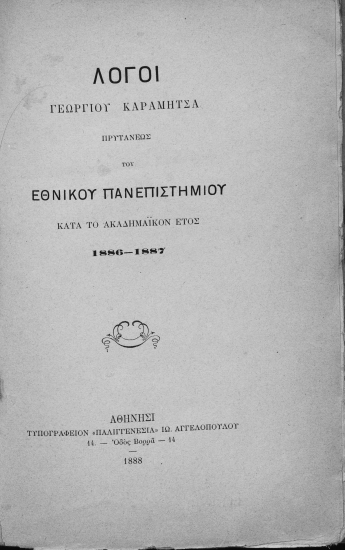 ΛΟΓΟΙ
ΓΕΩΡΓΙΟΥ ΚΑΡΑΜΗΤΣΑ
ΠΡΥΤΑΝΕΩΣ
ΤΟΥ
ΕΘΝΙΚΟΥ ΠΑΝΕΠΙΣΤΗΜΙΟΥ
ΚΑΤΑ ΤΟ ΑΚΑΔΗΜΑΪΚΟΝ ΕΤΟΣ
1886—1887
ΑΘΗΝΗΣΙ
ΤΥΠΟΓΡΑΦΕΙΟΝ «ΠΑΛΙΓΓΕΝΕΣΙΑ» ΙΩ. ΑΓΓΕΛΟΠΟΥΛΟΥ
14. — Ὁδὸς Βορρᾶ — 14
1888